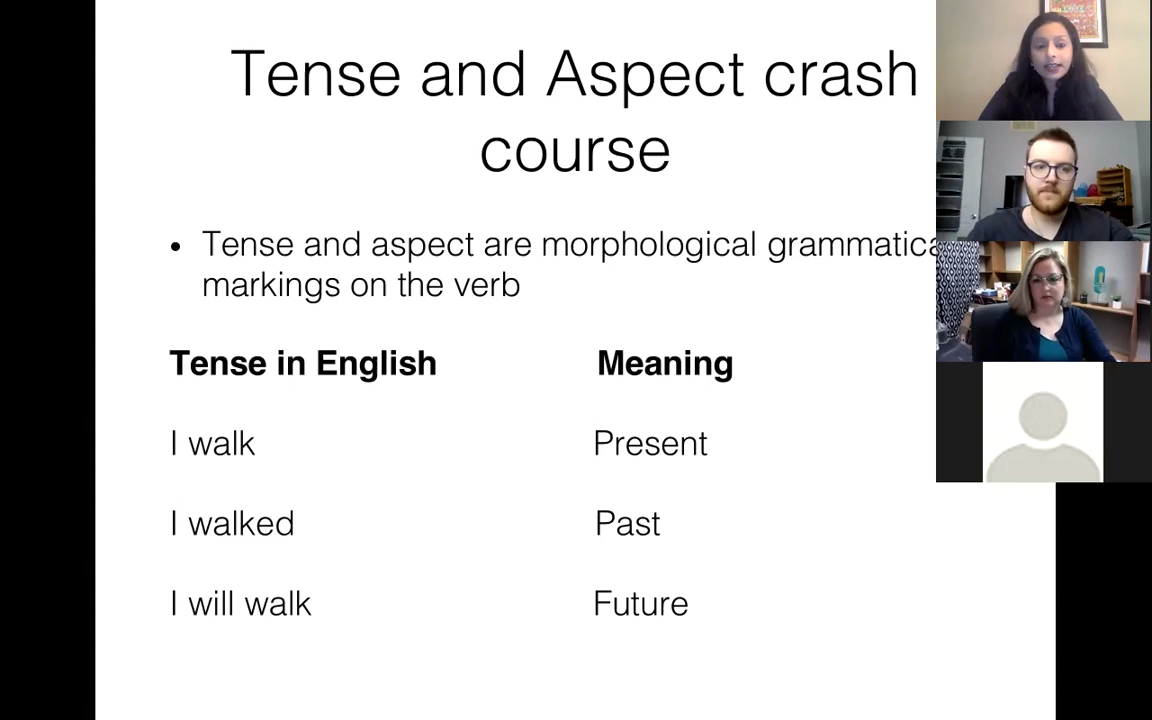 Tense and Aspect crash
course
• Tense and aspect are morphological
markings on the verb
Tense in English Meaning
I walk Present
I walked Past
I will walk Future